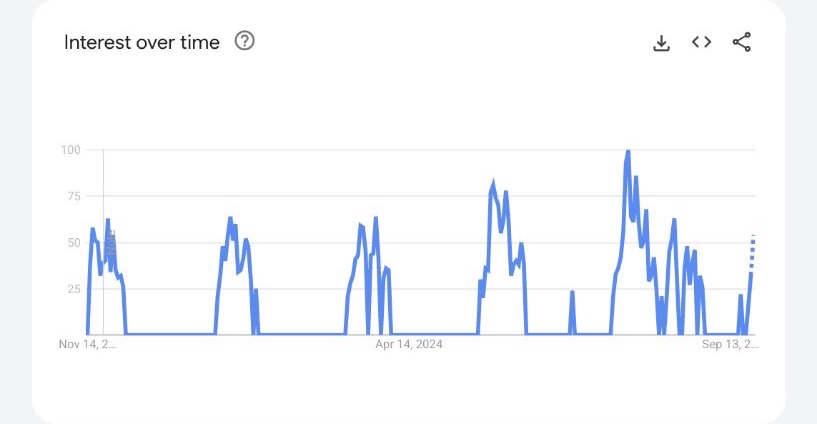 Interest over time
100
75
50
25
Nov 14, 2...
Apr 14, 2024
Sep 13, 2...